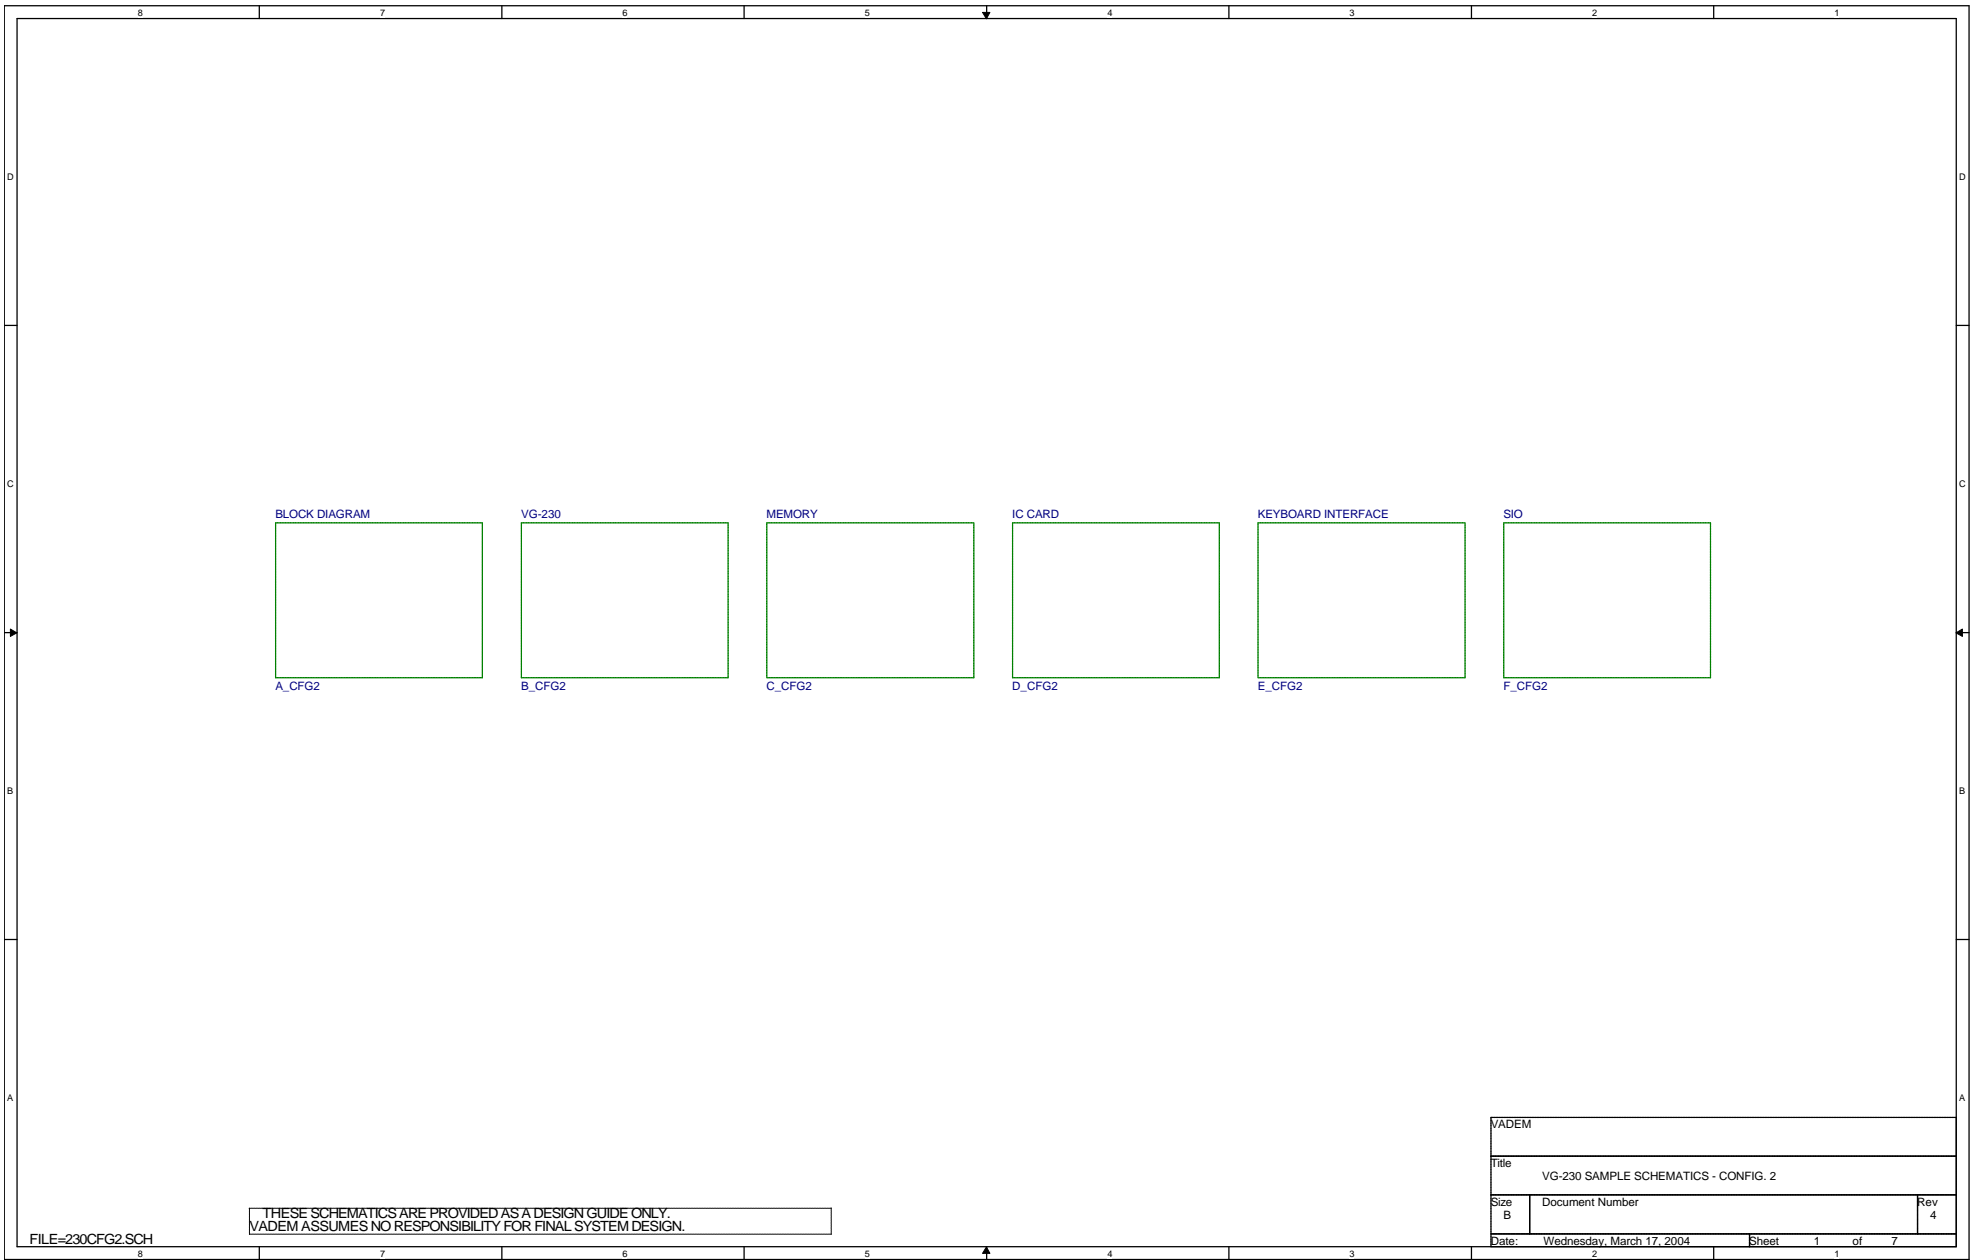 8 7 6 5 4 3 2 1
D D
C C
BLOCK DIAGRAM VG-230 MEMORY IC CARD KEYBOARD INTERFACE SIO
A_CFG2 B_CFG2 C_CFG2 D_CFG2 E_CFG2 F_CFG2
B B
A A
VADEM
Title
VG-230 SAMPLE SCHEMATICS - CONFIG. 2
Size Document Number Rev
B 4
Date: Wednesday, March 17, 2004 Sheet 1 of 7
THESE SCHEMATICS ARE PROVIDED AS A DESIGN GUIDE ONLY.
VADEM ASSUMES NO RESPONSIBILITY FOR FINAL SYSTEM DESIGN.
FILE=230CFG2.SCH
8 7 6 5 4 3 2 1